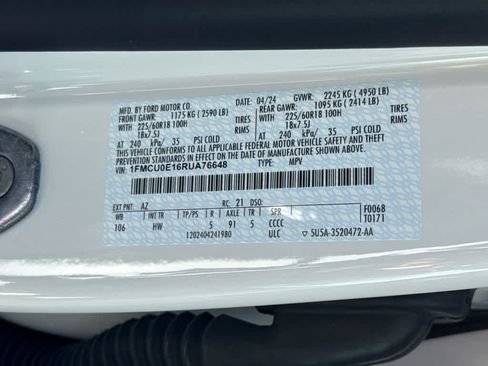 MFD. BY FORD MOTOR CO. 04/24 GVWR: 2245 KG ( 4950 LB)
FRONT GAWR: 1175 KG ( 2590 LB) REAR GAWR: 1095 KG ( 2414 LB)
WITH TIRES WITH TIRES
225/60R18 100H 225/60R18 100H
18x7.5J RIMS 18x7.5J RIMS
AT 240 kPa/ 35 PSI COLD AT 240 kPa/ 35 PSI COLD
THIS VEHICLE CONFORMS TO ALL APPLICABLE FEDERAL MOTOR VEHICLE
SAFETY AND THEFT PREVENTION STANDARDS IN EFFECT ON THE DATE OF MANUFACTURE SHOWN ABOVE.
VIN: 1FMCU0E16RUA76648 TYPE: MPV
EXT PNT: AZ RC: 21 DSO: F0068
WB INT TR TP/PS R AXLE TR SPR T0171
106 HW 5 91 5 CCCC
1202404241980 ULC 5U5A-3520472-AA